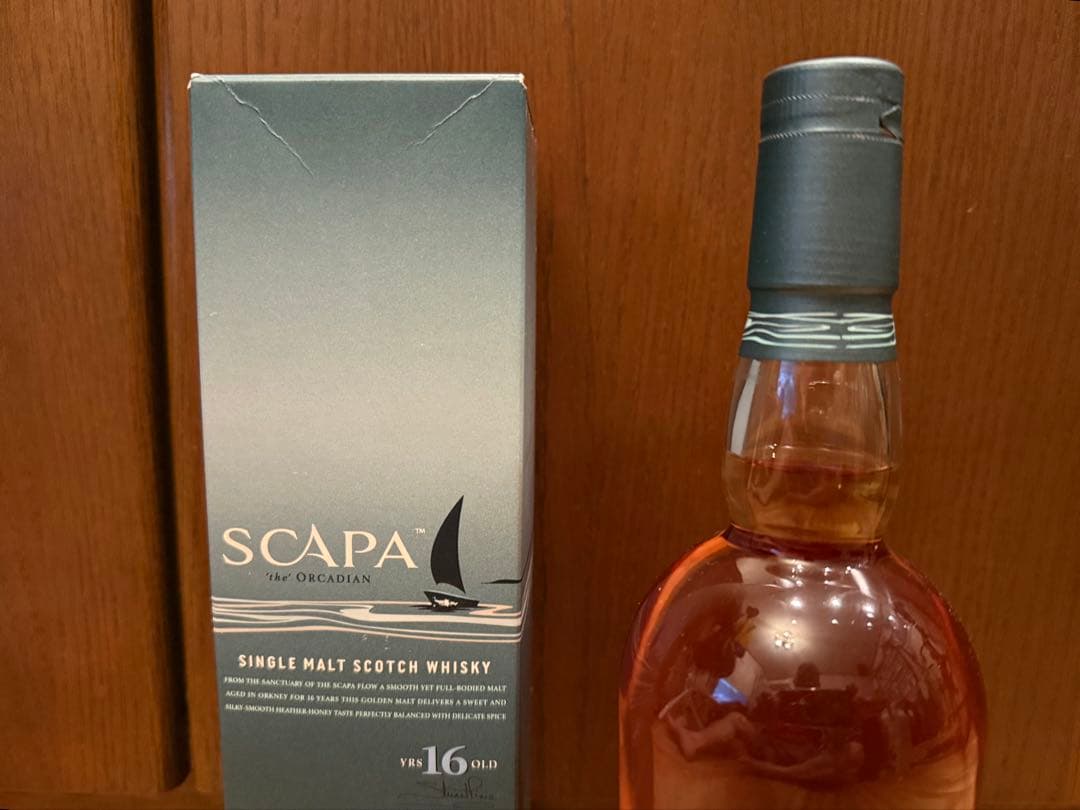 SCAPA™
'the' ORCADIAN
SINGLE MALT SCOTCH WHISKY
FROM THE SANCTUARY OF THE SCAPA FLOW A SMOOTH YET FULL-BODIED MALT
AGED IN ORKNEY FOR 16 YEARS THIS GOLDEN MALT DELIVERS A SWEET AND
SILKY-SMOOTH HEATHER-HONEY TASTE PERFECTLY BALANCED WITH DELICATE SPICE
YRS 16 OLD